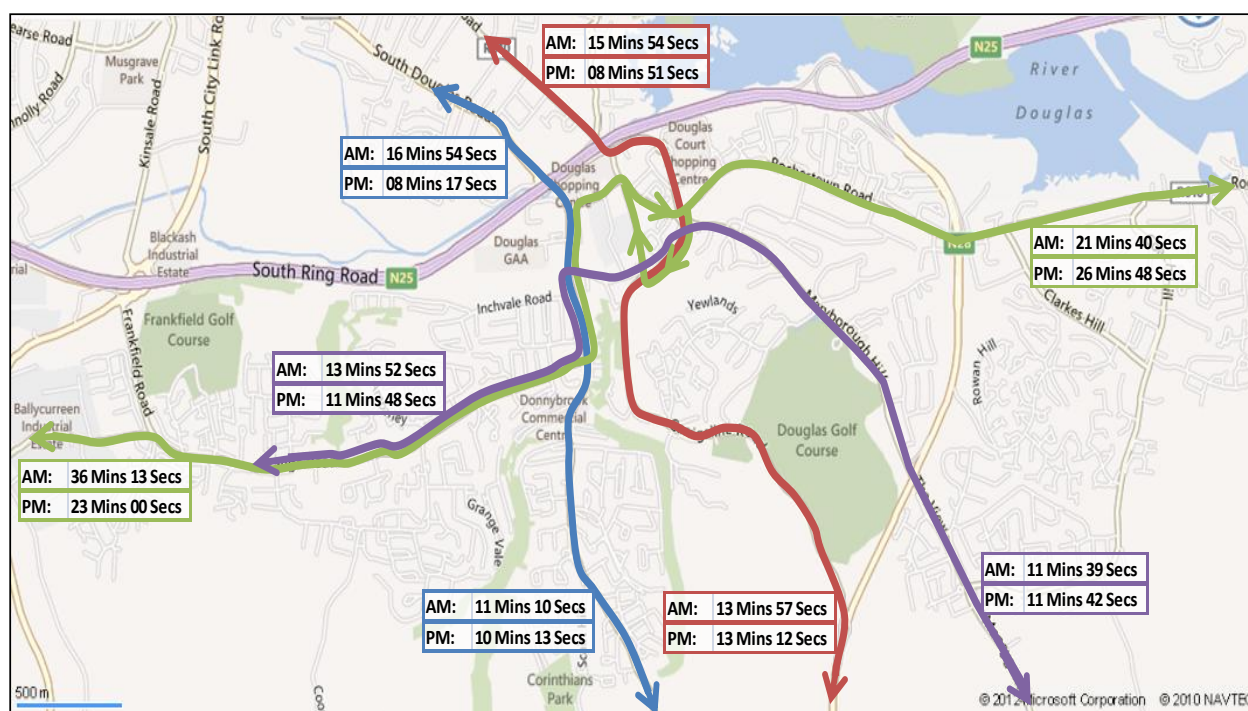 Musgrave
Park
Kinsale Road
South City Link Road
South Douglas Road
AM: 15 Mins 54 Secs
PM: 08 Mins 51 Secs
N25
River
Douglas
AM: 16 Mins 54 Secs
PM: 08 Mins 17 Secs
Douglas
Court
Shopping
Centre
Douglas
Shopping
Rochestown Road
Blackash
Industrial
Estate
Douglas
GAA
South Ring Road
N25
N28
AM: 21 Mins 40 Secs
PM: 26 Mins 48 Secs
Inchvale Road
Yewlands
Maryborough Hill
Clarkes Hill
Frankfield Golf
Course
Frankfield Road
Rowan Hill
AM: 13 Mins 52 Secs
PM: 11 Mins 48 Secs
Ballycurreen
Industrial
Estate
Donnybrook
Commercial
Centre
Douglas Golf
Course
AM: 36 Mins 13 Secs
PM: 23 Mins 00 Secs
Grange Vale
The View
AM: 11 Mins 39 Secs
PM: 11 Mins 42 Secs
AM: 11 Mins 10 Secs
PM: 10 Mins 13 Secs
AM: 13 Mins 57 Secs
PM: 13 Mins 12 Secs
Corinthians
Park
500 m
© 2012 Microsoft Corporation © 2010 NAVTEQ